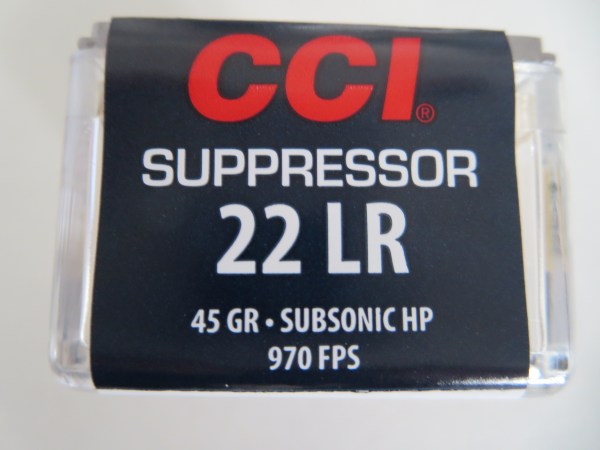 CCI®
SUPPRESSOR
22 LR
45 GR • SUBSONIC HP
970 FPS